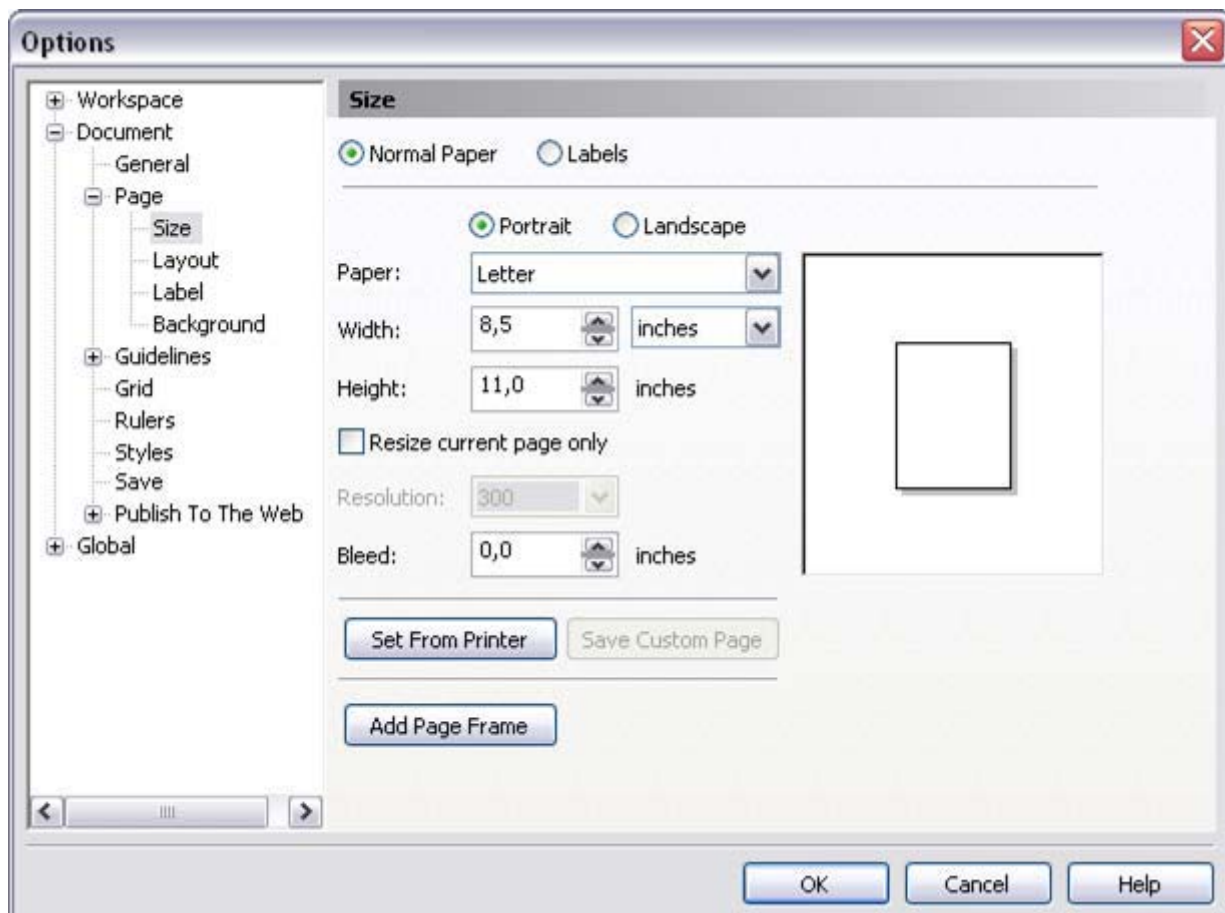 Options
Workspace
Document
General
Page
Size
Layout
Label
Background
Guidelines
Grid
Rulers
Styles
Save
Publish To The Web
Global
Size
Normal Paper Labels
Portrait Landscape
Paper: Letter
Width: 8,5 inches
Height: 11,0 inches
Resize current page only
Resolution: 300
Bleed: 0,0 inches
Set From Printer Save Custom Page
Add Page Frame
OK Cancel Help